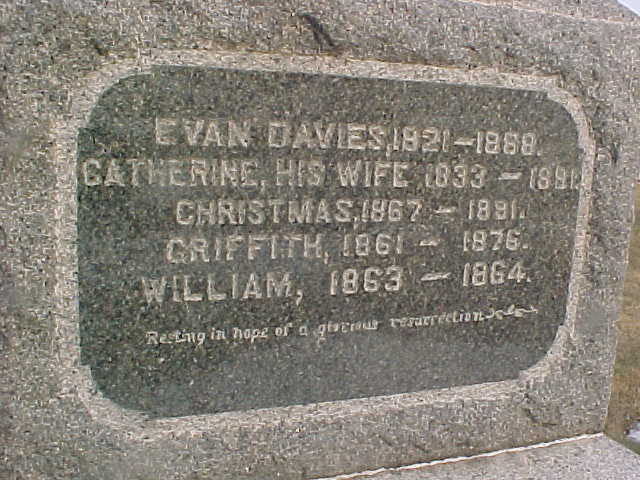 EVAN DAVIES, 1821 – 1888.
CATHERINE, HIS WIFE, 1833 – 1891.
CHRISTMAS, 1867 – 1891.
GRIFFITH, 1861 – 1876.
WILLIAM, 1863 – 1864.
Resting in hope of a glorious resurrection